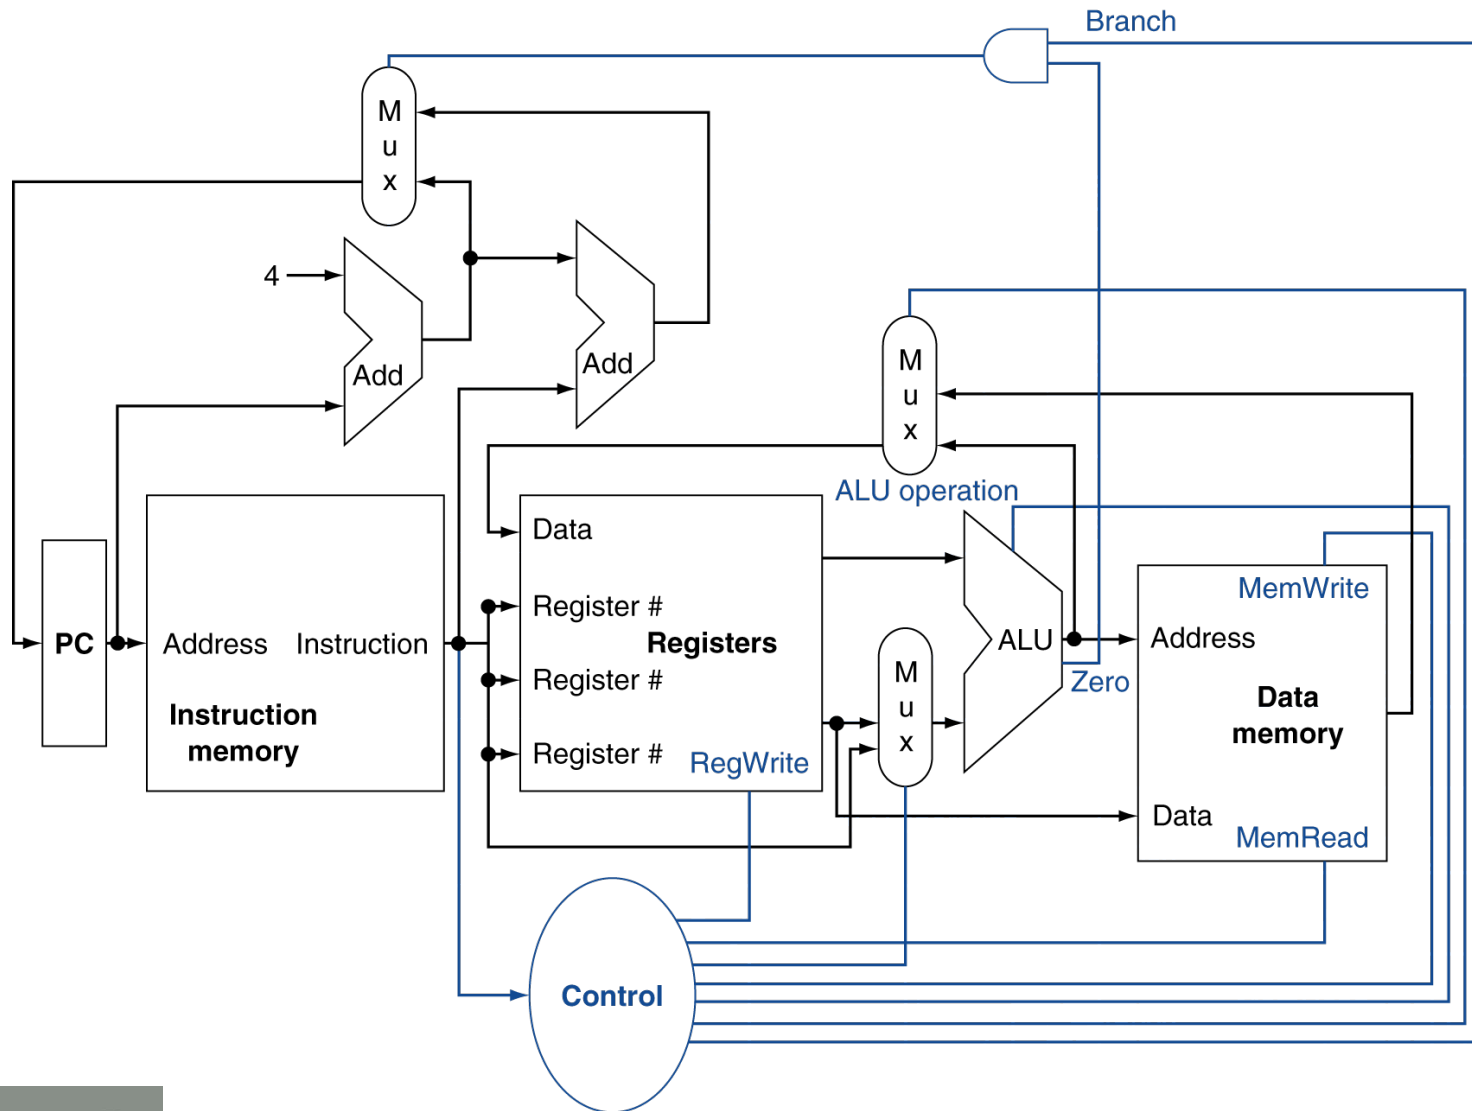 Branch
M
u
x
4
Add
Add
M
u
x
ALU operation
Data
Register #
Register #
Register #
Registers
RegWrite
PC
Address
Instruction
Instruction
memory
M
u
x
ALU
Zero
MemWrite
Address
Data
memory
Data
MemRead
Control